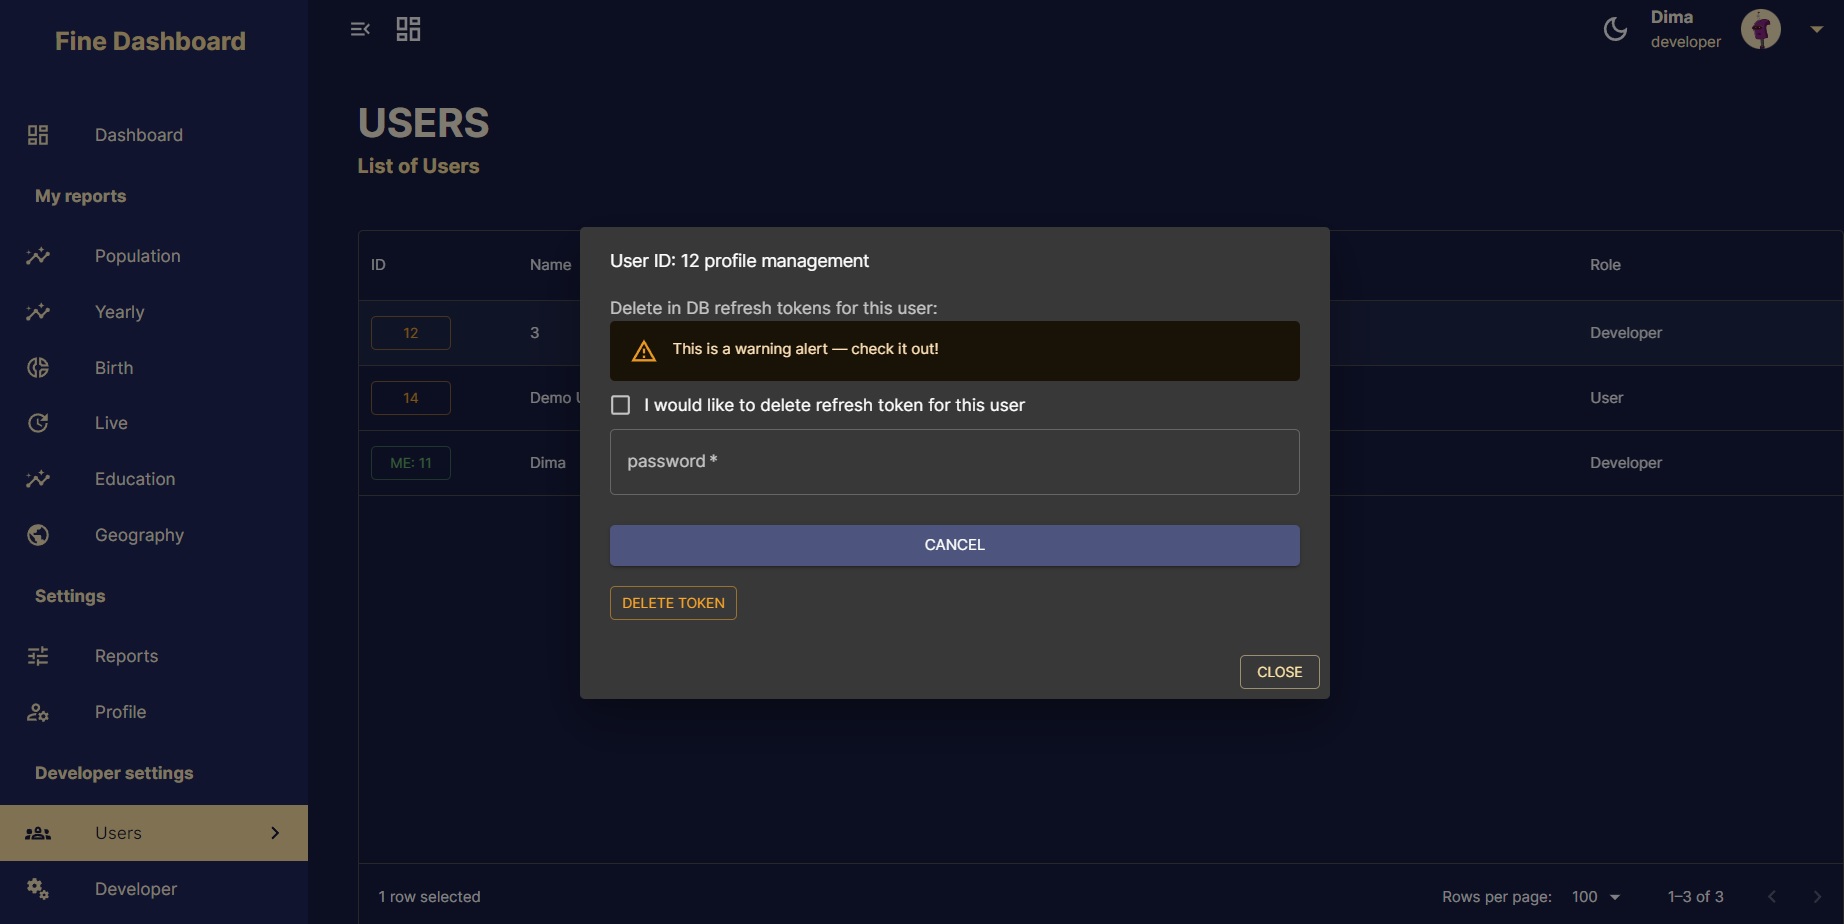 Fine Dashboard
Dima
developer
Dashboard
My reports
Population
Yearly
Birth
Live
Education
Geography
Settings
Reports
Profile
Developer settings
Users
Developer
USERS
List of Users
ID Name Role
12 3 Developer
14 Demo User
ME: 11 Dima Developer
User ID: 12 profile management
Delete in DB refresh tokens for this user:
This is a warning alert — check it out!
I would like to delete refresh token for this user
password *
CANCEL
DELETE TOKEN
CLOSE
1 row selected
Rows per page: 100 1–3 of 3